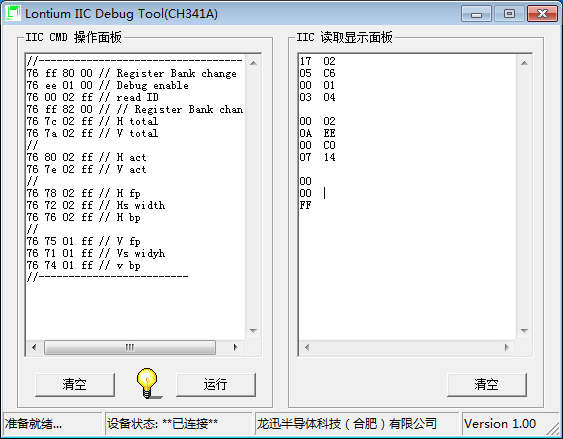 Lontium IIC Debug Tool(CH341A)
IIC CMD 操作面板
//----------------------------------
76 ff 80 00 // Register Bank change
76 ee 01 00 // Debug enable
76 00 02 ff // read ID
76 ff 82 00 // // Register Bank chan
76 7c 02 ff // H total
76 7a 02 ff // V total
//
76 80 02 ff // H act
76 7e 02 ff // V act
//
76 78 02 ff // H fp
76 72 02 ff // Hs width
76 76 02 ff // H bp
//
76 75 01 ff // V fp
76 71 01 ff // Vs widyh
76 74 01 ff // v bp
//-------------------------
清空
运行
IIC 读取显示面板
17 02
05 C6
00 01
03 04
00 02
0A EE
00 C0
07 14
00
00
FF
清空
准备就绪...
设备状态: **已连接**
龙迅半导体科技（合肥）有限公司
Version 1.00